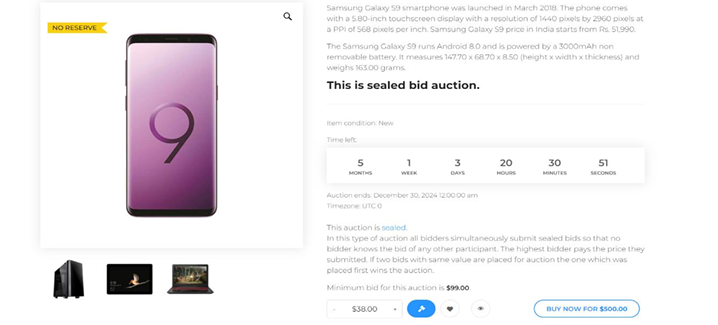 Samsung Galaxy S9 smartphone was launched in March 2018. The phone comes
with a 5.80-inch touchscreen display with a resolution of 1440 pixels by 2960 pixels at
a PPI of 568 pixels per inch. Samsung Galaxy S9 price in India starts from Rs. 51,990.
NO RESERVE
The Samsung Galaxy S9 runs Android 8.0 and is powered by a 3000mAh non
removable battery. It measures 147.70 x 68.70 x 8.50 (height x width x thickness) and
weighs 163.00 grams.
This is sealed bid auction.
9
Item condition: New
Time left:
5 1 3 20 30 51
MONTHS WEEK DAYS HOURS MINUTES SECONDS
Auction ends: December 30, 2024 12:00:00 am
Timezone: UTC 0
This auction is sealed.
In this type of auction all bidders simultaneously submit sealed bids so that no
bidder knows the bid of any other participant. The highest bidder pays the price they
submitted. If two bids with same value are placed for auction the one which was
placed first wins the auction.
Minimum bid for this auction is $99.00.
- $38.00 +
BUY NOW FOR $500.00